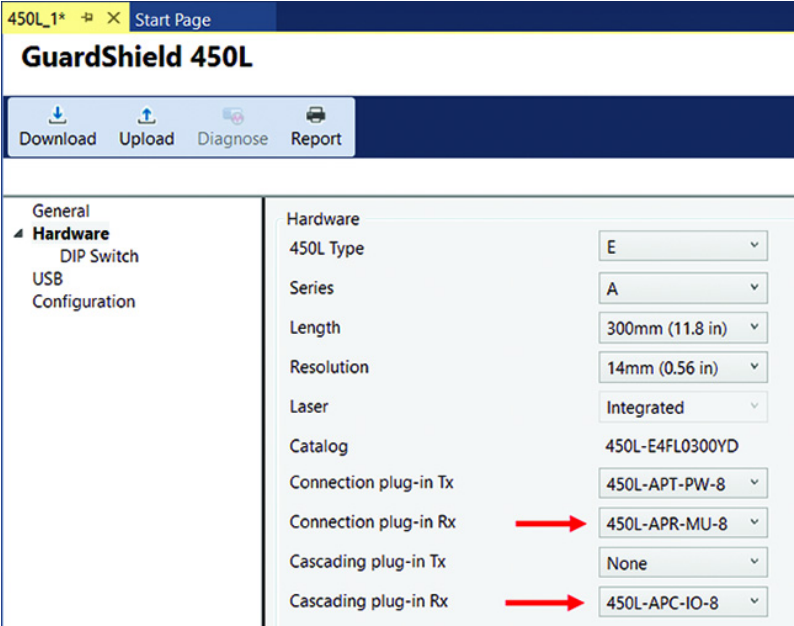 450L_1* Start Page
GuardShield 450L
Download Upload Diagnose Report
General
Hardware
DIP Switch
USB
Configuration
Hardware
450L Type E
Series A
Length 300mm (11.8 in)
Resolution 14mm (0.56 in)
Laser Integrated
Catalog 450L-E4FL0300YD
Connection plug-in Tx 450L-APT-PW-8
Connection plug-in Rx 450L-APR-MU-8
Cascading plug-in Tx None
Cascading plug-in Rx 450L-APC-IO-8